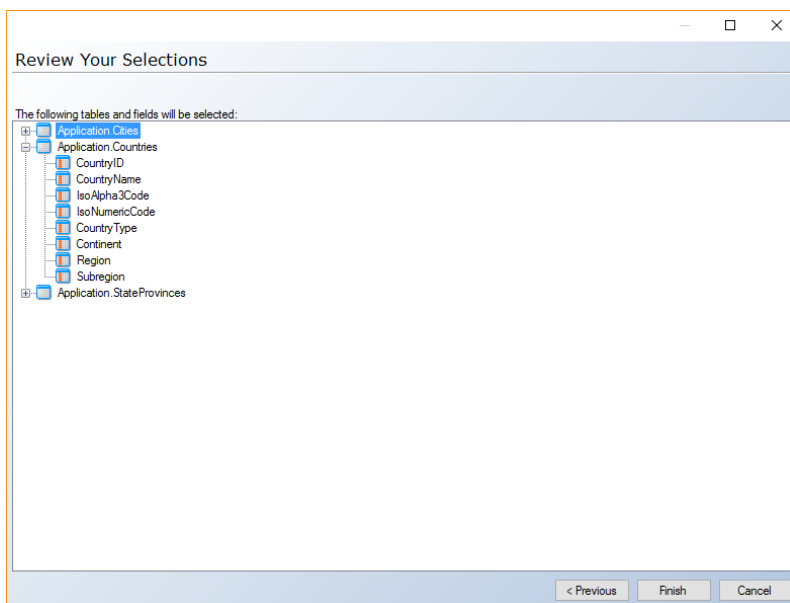 Review Your Selections
The following tables and fields will be selected:
Application.Cities
Application.Countries
CountryID
CountryName
IsoAlpha3Code
IsoNumericCode
CountryType
Continent
Region
Subregion
Application.StateProvinces
< Previous Finish Cancel